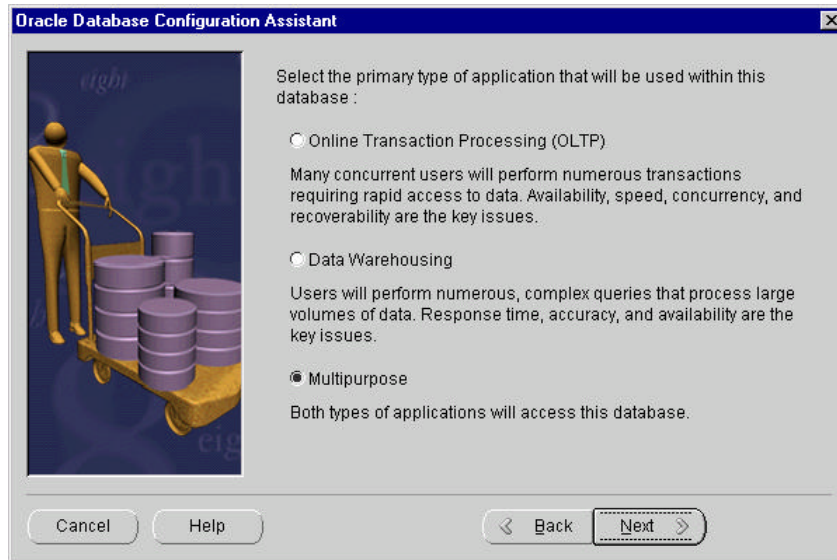 Oracle Database Configuration Assistant
eight
eight
8
eig
Select the primary type of application that will be used within this
database :
Online Transaction Processing (OLTP)
Many concurrent users will perform numerous transactions
requiring rapid access to data. Availability, speed, concurrency, and
recoverability are the key issues.
Data Warehousing
Users will perform numerous, complex queries that process large
volumes of data. Response time, accuracy, and availability are the
key issues.
Multipurpose
Both types of applications will access this database.
Cancel
Help
Back
Next